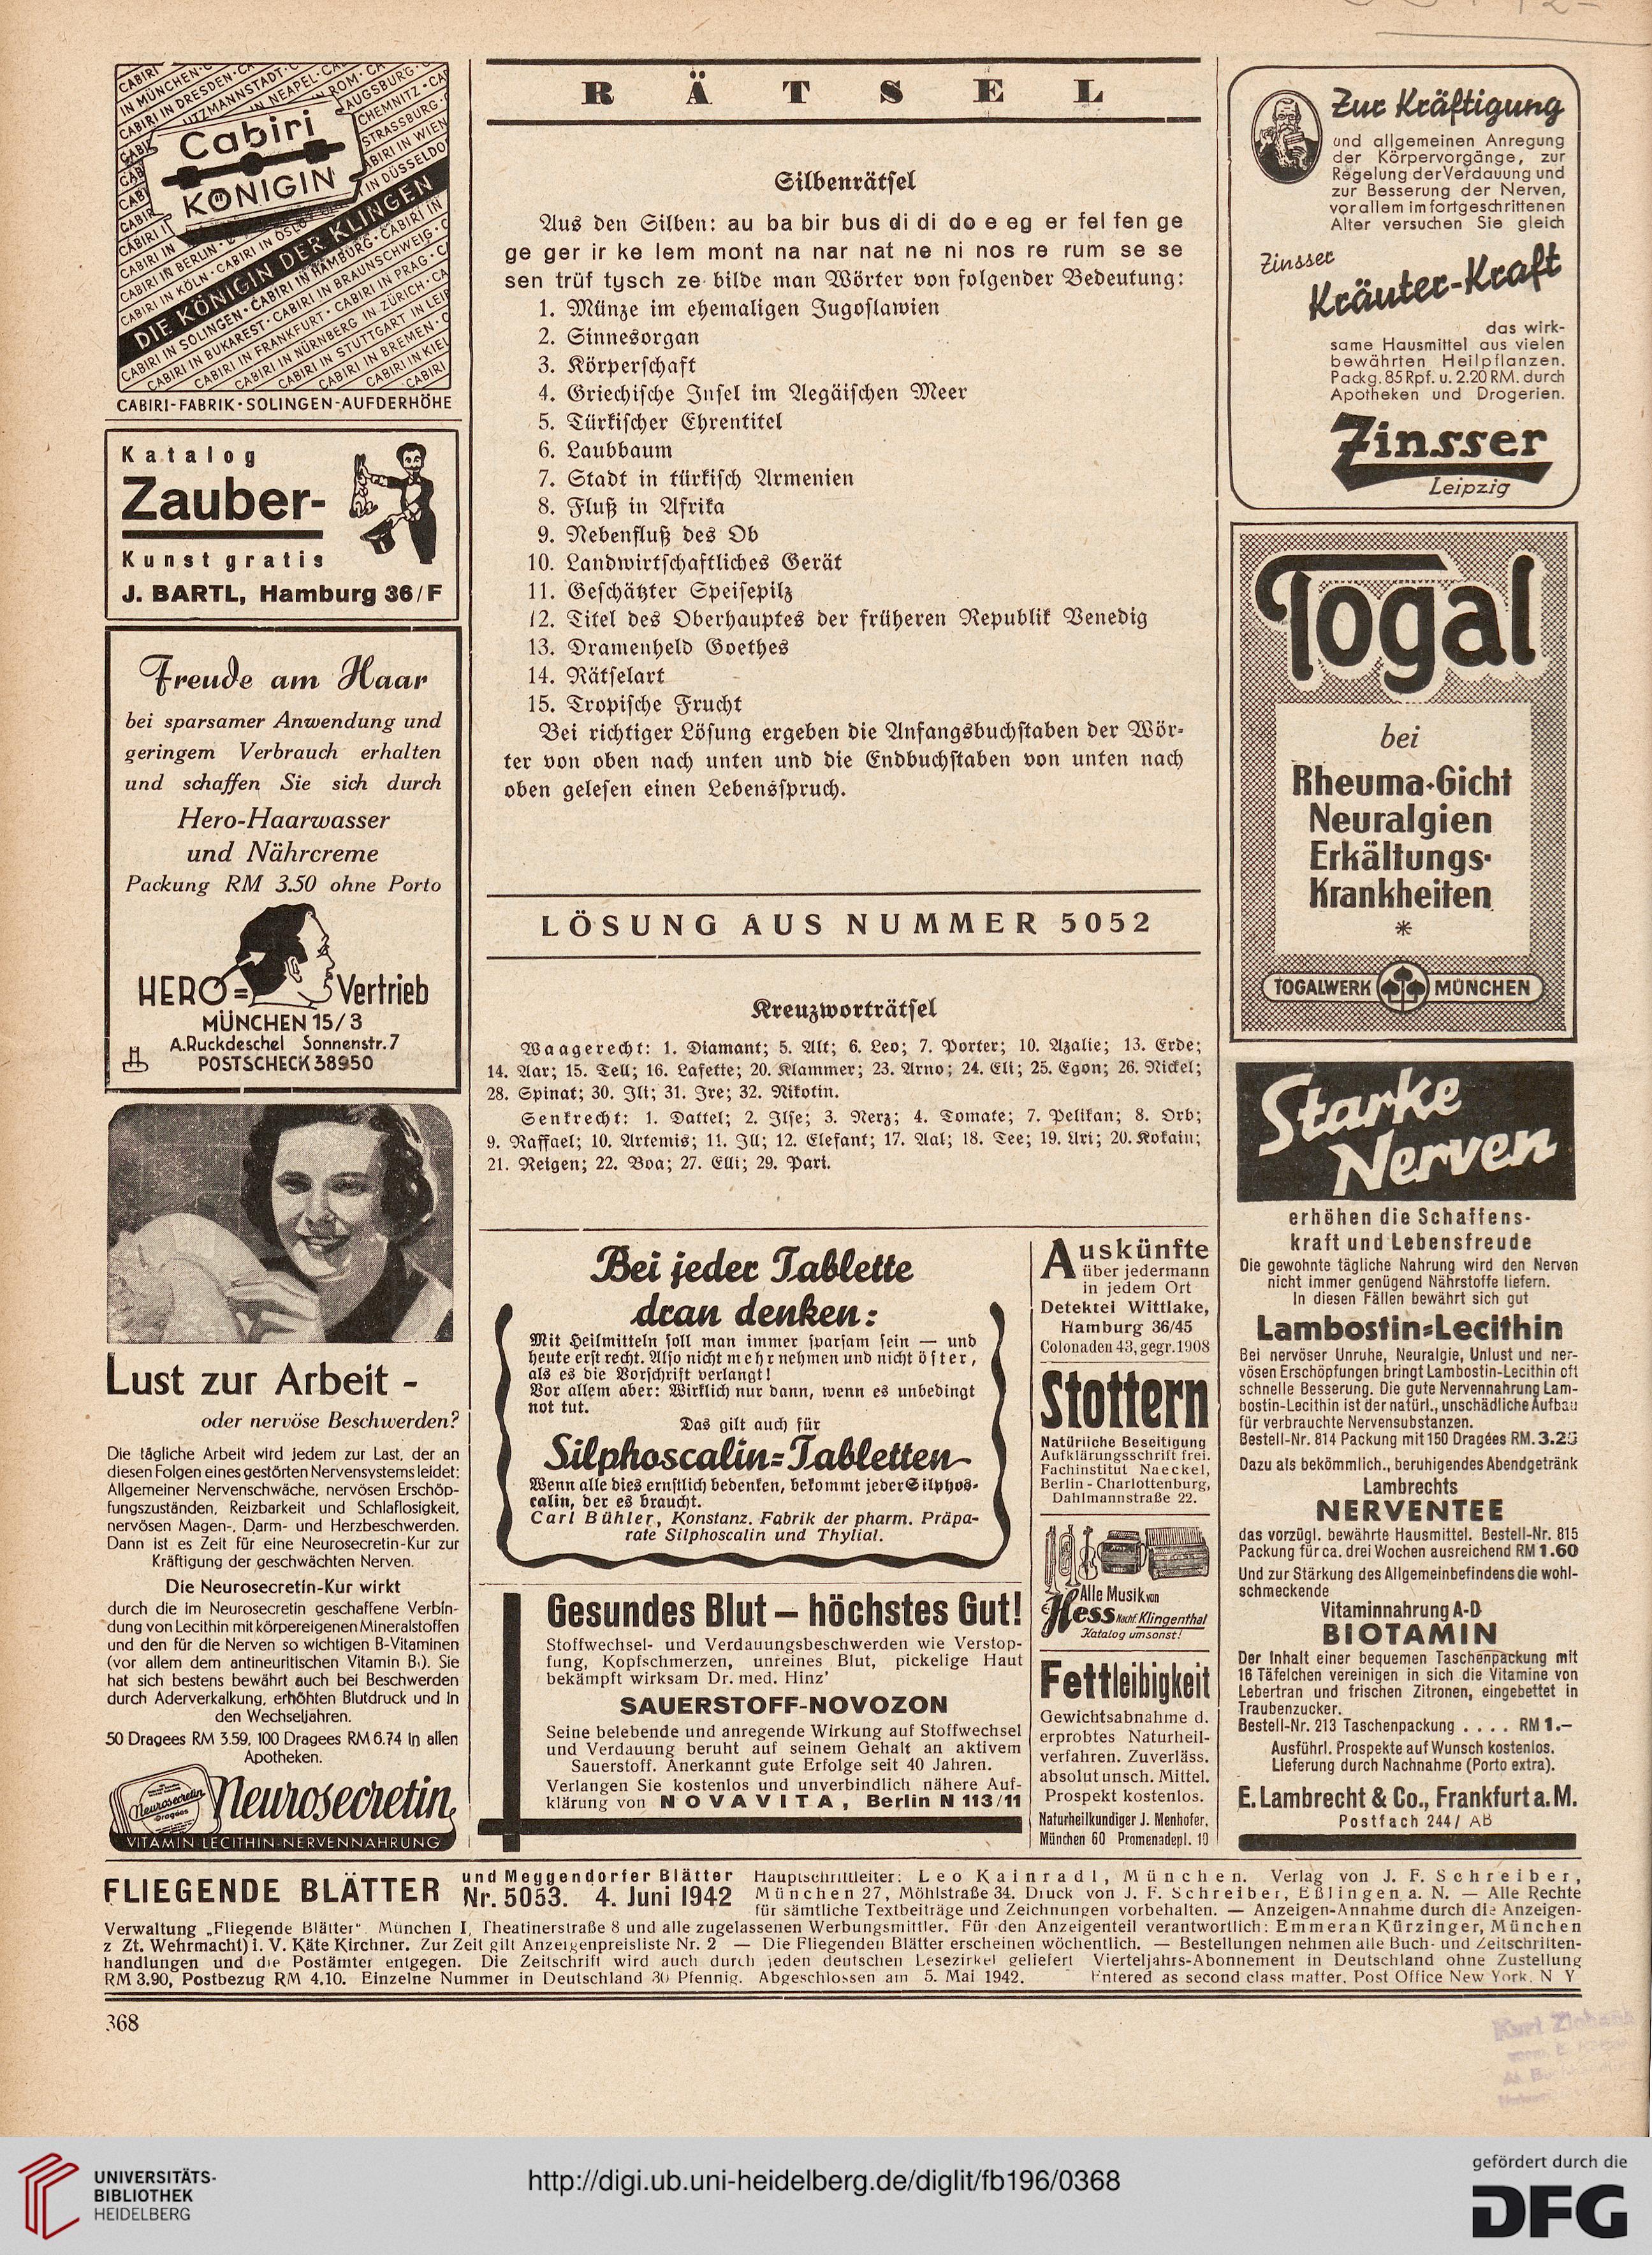 Cabiri
KÖNIGIN
DIE KÖNIGIN DER KLINGEN
CABIRI-FABRIK·SOLINGEN-AUFDERHÖHE
Katalog
Zauber-
Kunst gratis
J. BARTL, Hamburg 36/F
Freude am Haar
bei sparsamer Anwendung und
geringem Verbrauch erhalten
und schaffen Sie sich durch
Hero-Haarwasser
und Nährcreme
Packung RM 3.50 ohne Porto
HERO= Vertrieb
MÜNCHEN 15/3
A.Ruckdeschel Sonnenstr.7
POSTSCHECK 38950
Lust zur Arbeit -
oder nervöse Beschwerden?
Die tägliche Arbeit wird jedem zur Last, der an
diesen Folgen eines gestörten Nervensystems leidet:
Allgemeiner Nervenschwäche, nervösen Erschöp-
fungszuständen, Reizbarkeit und Schlaflosigkeit,
nervösen Magen-, Darm- und Herzbeschwerden.
Dann ist es Zeit für eine Neurosecretin-Kur zur
Kräftigung der geschwächten Nerven.
Die Neurosecretin-Kur wirkt
durch die im Neurosecretin geschaffene Verbin-
dung von Lecithin mit körpereigenen Mineralstoffen
und den für die Nerven so wichtigen B-Vitaminen
(vor allem dem antineuritischen Vitamin B₁). Sie
hat sich bestens bewährt auch bei Beschwerden
durch Aderverkalkung, erhöhten Blutdruck und in
den Wechseljahren.
50 Dragees RM 3.59, 100 Dragees RM 6.74 In allen
Apotheken.
Neurosecretin
Dragées
Neurosecretin
VITAMIN LECITHIN-NERVENNAHRUNG
RÄTSEL
Silbenrätsel
Aus den Silben: au ba bir bus di di do e eg er fel fen ge
ge ger ir ke lem mont na nar nat ne ni nos re rum se se
sen trüf tysch ze bilde man Wörter von folgender Bedeutung:
1. Münze im ehemaligen Jugoslawien
2. Sinnesorgan
3. Körperschaft
4. Griechische Insel im Aegäischen Meer
5. Türkischer Ehrentitel
6. Laubbaum
7. Stadt in türkisch Armenien
8. Fluß in Afrika
9. Nebenfluß des Ob
10. Landwirtschaftliches Gerät
11. Geschätzter Speisepilz
12. Titel des Oberhauptes der früheren Republik Venedig
13. Dramenheld Goethes
14. Rätselart
15. Tropische Frucht
Bei richtiger Lösung ergeben die Anfangsbuchstaben der Wör-
ter von oben nach unten und die Endbuchstaben von unten nach
oben gelesen einen Lebensspruch.
LÖSUNG AUS NUMMER 5052
Kreuzworträtsel
Waagerecht: 1. Diamant; 5. Alt; 6. Leo; 7. Porter; 10. Azalie; 13. Erde;
14. Aar; 15. Tell; 16. Lafette; 20. Klammer; 23. Arno; 24. Eli; 25. Egon; 26. Nickel;
28. Spinat; 30. Ili; 31. Ire; 32. Nikotin.
Senkrecht: 1. Dattel; 2. Ilse; 3. Nerz; 4. Tomate; 7. Pelikan; 8. Orb;
9. Raffael; 10. Artemis; 11. Ill; 12. Elefant; 17. Aal; 18. Tee; 19. Uri; 20. Kokain;
21. Reigen; 22. Boa; 27. Elli; 29. Pari.
Bei jeder Tablette
dran denken:
Mit Heilmitteln soll man immer sparsam sein — und
heute erst recht. Also nicht mehr nehmen und nicht öfter,
als es die Vorschrift verlangt!
Vor allem aber: Wirklich nur dann, wenn es unbedingt
not tut.
Das gilt auch für
Silphoscalin=Tabletten
Wenn alle dies ernstlich bedenken, bekommt jeder Silphos-
calin, der es braucht.
Carl Bühler, Konstanz. Fabrik der pharm. Präpa-
rate Silphoscalin und Thylial.
Gesundes Blut – höchstes Gut!
Stoffwechsel- und Verdauungsbeschwerden wie Verstop-
fung, Kopfschmerzen, unreines Blut, pickelige Haut
bekämpft wirksam Dr. med. Hinz'
SAUERSTOFF-NOVOZON
Seine belebende und anregende Wirkung auf Stoffwechsel
und Verdauung beruht auf seinem Gehalt an aktivem
Sauerstoff. Anerkannt gute Erfolge seit 40 Jahren.
Verlangen Sie kostenlos und unverbindlich nähere Auf-
klärung von NOVAVITA, Berlin N 113/11
Auskünfte
über jedermann
in jedem Ort
Detektei Wittlake,
Hamburg 36/45
Colonaden 43, gegr. 1908
Stottern
Natürliche Beseitigung
Aufklärungsschrift frei.
Fachinstitut Naeckel,
Berlin-Charlottenburg,
Dahlmannstraße 22.
Alle Musik von
Hess Nachf. Klingenthal
Katalog umsonst!
Fettleibigkeit
Gewichtsabnahme d.
erprobtes Naturheil-
verfahren. Zuverläss.
absolut unsch. Mittel.
Prospekt kostenlos.
Naturheilkundiger J. Menhofer,
München 60 Promenadepl. 10
Zur Kräftigung
und allgemeinen Anregung
der Körpervorgänge, zur
Regelung der Verdauung und
zur Besserung der Nerven,
vor allem im fortgeschrittenen
Alter versuchen Sie gleich
Zinsser
Kräuter-Kraft
das wirk-
same Hausmittel aus vielen
bewährten Heilpflanzen.
Packg. 85 Rpf. u. 2.20 RM. durch
Apotheken und Drogerien.
Zinsser
Leipzig
Togal
bei
Rheuma·Gicht
Neuralgien
Erkältungs-
Krankheiten
*
TOGALWERK MÜNCHEN
Starke
Nerven
erhöhen die Schaffens-
kraft und Lebensfreude
Die gewohnte tägliche Nahrung wird den Nerven
nicht immer genügend Nährstoffe liefern.
In diesen Fällen bewährt sich gut
Lambostin=Lecithin
Bei nervöser Unruhe, Neuralgie, Unlust und ner-
vösen Erschöpfungen bringt Lambostin-Lecithin oft
schnelle Besserung. Die gute Nervennahrung Lam-
bostin-Lecithin ist der natürl., unschädliche Aufbau
für verbrauchte Nervensubstanzen.
Bestell-Nr. 814 Packung mit 150 Dragées RM.
Dazu als bekömmlich., beruhigendes Abendgetränk
Lambrechts
NERVENTEE
das vorzügl. bewährte Hausmittel. Bestell-Nr. 815
Packung für ca. drei Wochen ausreichend RM 1.60
Und zur Stärkung des Allgemeinbefindens die wohl-
schmeckende
Vitaminnahrung A-D
BIOTAMIN
Der Inhalt einer bequemen Taschenpackung mit
16 Täfelchen vereinigen in sich die Vitamine von
Lebertran und frischen Zitronen, eingebettet in
Traubenzucker.
Bestell-Nr. 213 Taschenpackung . . . . RM 1.–
Ausführl. Prospekte auf Wunsch kostenlos.
Lieferung durch Nachnahme (Porto extra).
E. Lambrecht & Co., Frankfurt a. M.
Postfach 244/ AB
FLIEGENDE BLÄTTER und Meggendorfer Blätter
Nr. 5053. 4. Juni 1942
Hauptschriftleiter: Leo Kainradl, München. Verlag von J. F. Schreiber,
München 27, Möhlstraße 34. Druck von J. F. Schreiber, Eßlingen a. N. — Alle Rechte
für sämtliche Textbeiträge und Zeichnungen vorbehalten. — Anzeigen-Annahme durch die Anzeigen-
Verwaltung „Fliegende Blätter“ München I, Theatinerstraße 8 und alle zugelassenen Werbungsmittler. Für den Anzeigenteil verantwortlich: Emmeran Kürzinger, München
z Zt. Wehrmacht) i. V. Käte Kirchner. Zur Zeit gilt Anzeigenpreisliste Nr. 2 — Die Fliegenden Blätter erscheinen wöchentlich. — Bestellungen nehmen alle Buch- und Zeitschriften-
handlungen und die Postämter entgegen. Die Zeitschrift wird auch durch jeden deutschen Lesezirkel geliefert Vierteljahrs-Abonnement in Deutschland ohne Zustellung
RM 3.90, Postbezug RM 4.10. Einzelne Nummer in Deutschland 30 Pfennig. Abgeschlossen am 5. Mai 1942. Entered as second class matter, Post Office New York, N Y
368
UNIVERSITÄTS-
BIBLIOTHEK
HEIDELBERG
http://digi.ub.uni-heidelberg.de/diglit/fb196/0368
gefördert durch die
DFG